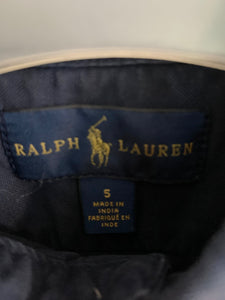 RALPH LAUREN
5
MADE IN
INDIA
FABRIQUÉ EN
INDE